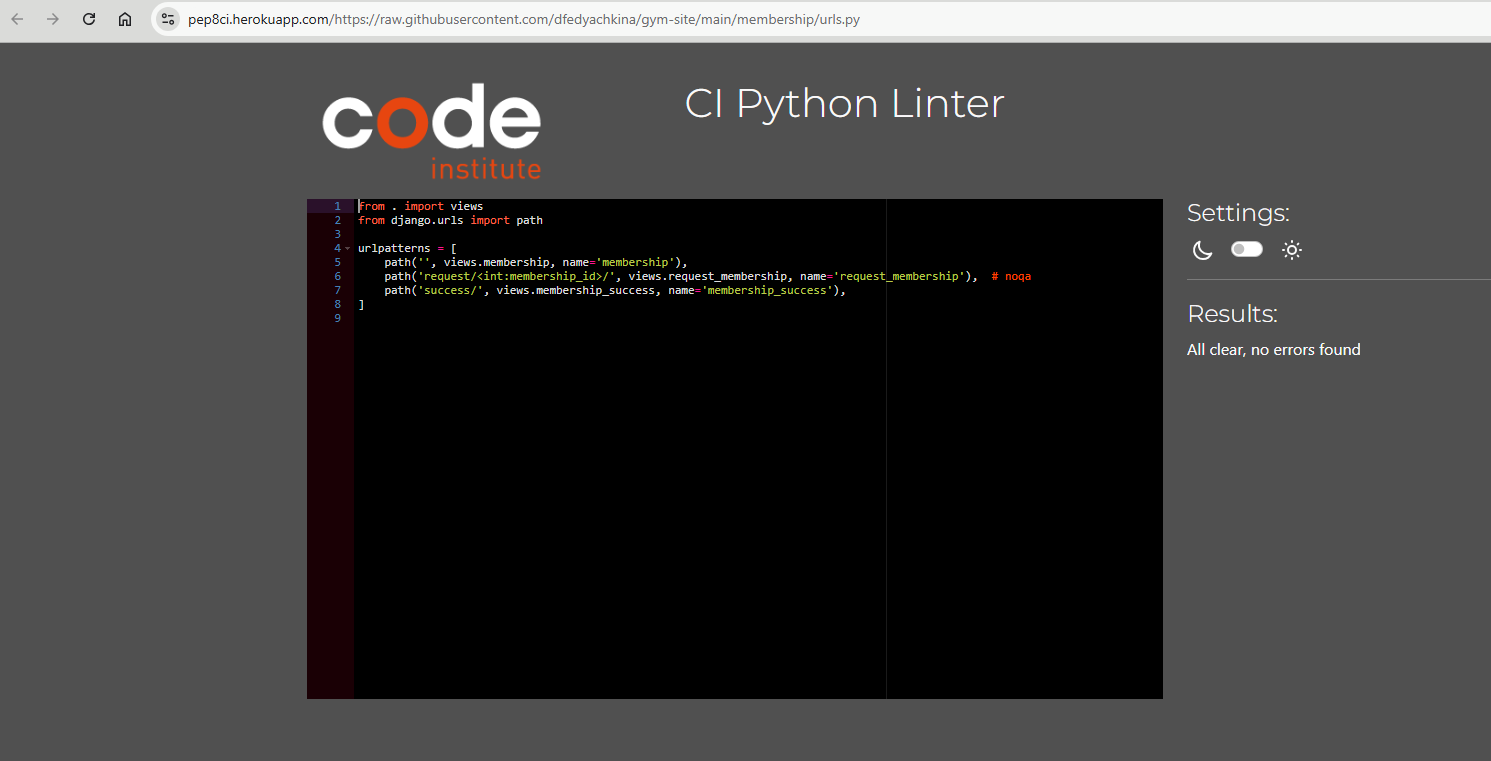 pep8ci.herokuapp.com/https://raw.githubusercontent.com/dfedyachkina/gym-site/main/membership/urls.py
code
institute
CI Python Linter
1 from . import views
2 from django.urls import path
3
4 urlpatterns = [
5     path('', views.membership, name='membership'),
6     path('request/<int:membership_id>/', views.request_membership, name='request_membership'),  # noqa
7     path('success/', views.membership_success, name='membership_success'),
8 ]
9
Settings:
Results:
All clear, no errors found